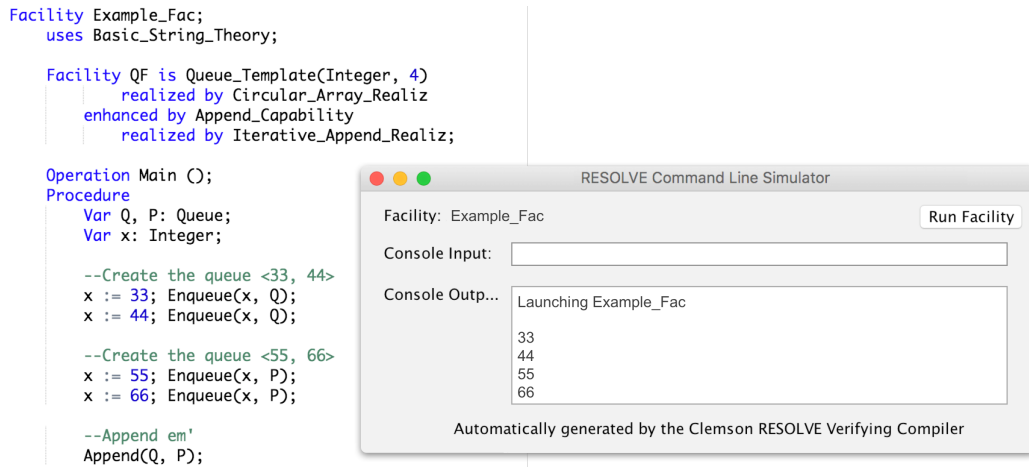 Facility Example_Fac;
uses Basic_String_Theory;
Facility QF is Queue_Template(Integer, 4)
realized by Circular_Array_Realiz
enhanced by Append_Capability
realized by Iterative_Append_Realiz;
Operation Main ();
Procedure
Var Q, P: Queue;
Var x: Integer;
--Create the queue <33, 44>
x := 33; Enqueue(x, Q);
x := 44; Enqueue(x, Q);
--Create the queue <55, 66>
x := 55; Enqueue(x, P);
x := 66; Enqueue(x, P);
--Append em'
Append(Q, P);
RESOLVE Command Line Simulator
Facility: Example_Fac
Run Facility
Console Input:
Console Outp...
Launching Example_Fac
33
44
55
66
Automatically generated by the Clemson RESOLVE Verifying Compiler